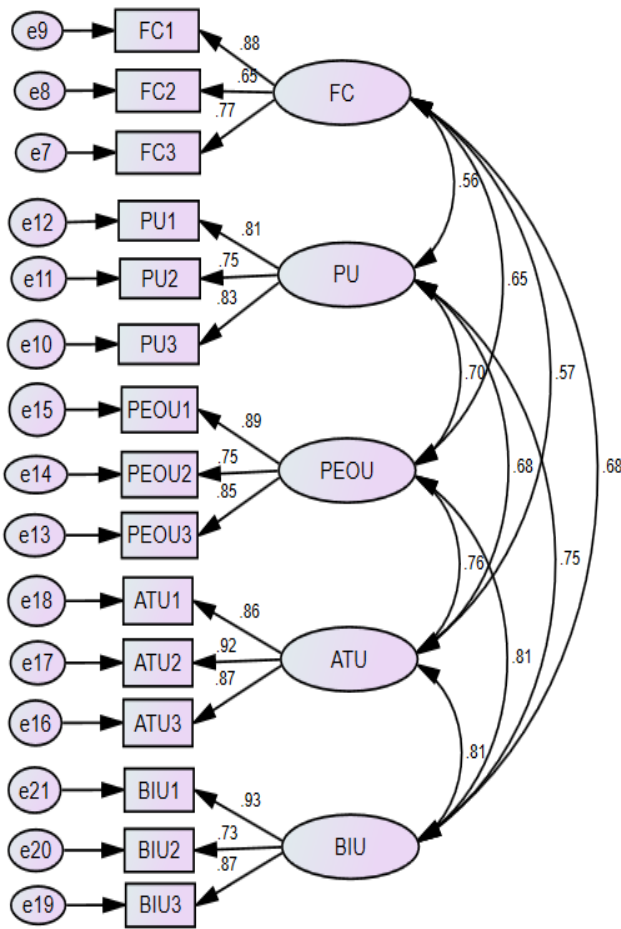 e9 FC1 .88
e8 FC2 .65 FC
e7 FC3 .77
.56
e12 PU1 .81
e11 PU2 .75 PU
.65
e10 PU3 .83
.70 .57
e15 PEOU1 .89
e14 PEOU2 .75 PEOU .68 .68
e13 PEOU3 .85
.76 .75
e18 ATU1 .86
e17 ATU2 .92 ATU .81
e16 ATU3 .87
.81
e21 BIU1 .93
e20 BIU2 .73 BIU
e19 BIU3 .87